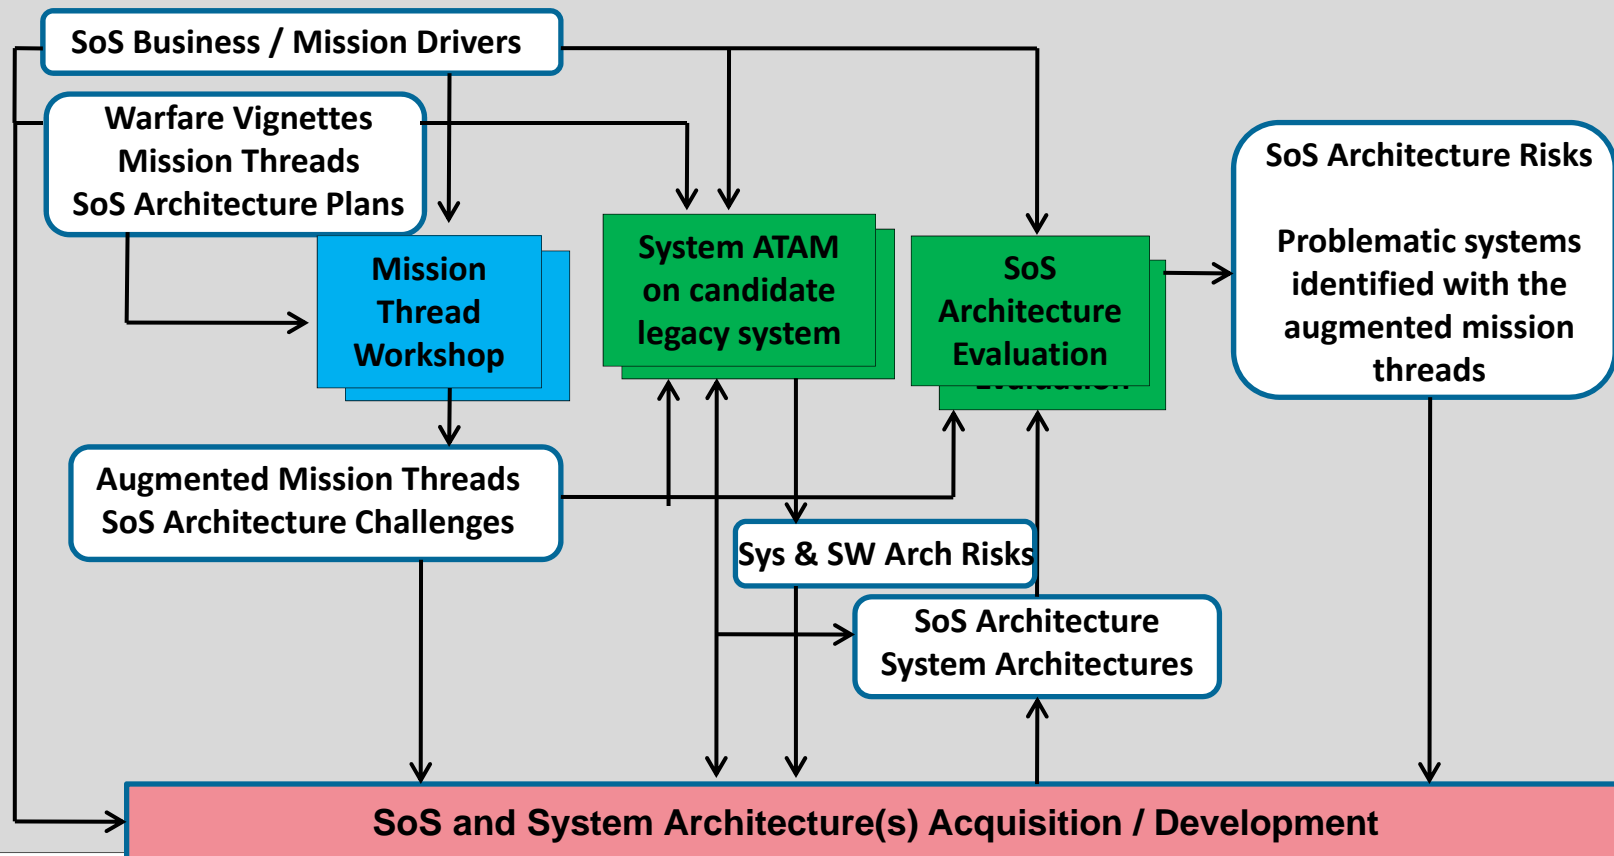 SoS Business / Mission Drivers
Warfare Vignettes
Mission Threads
SoS Architecture Plans
Mission
Thread
Workshop
System ATAM
on candidate
legacy system
SoS
Architecture
Evaluation
Evaluation
SoS Architecture Risks
Problematic systems
identified with the
augmented mission
threads
Augmented Mission Threads
SoS Architecture Challenges
Sys & SW Arch Risks
SoS Architecture
System Architectures
SoS and System Architecture(s) Acquisition / Development